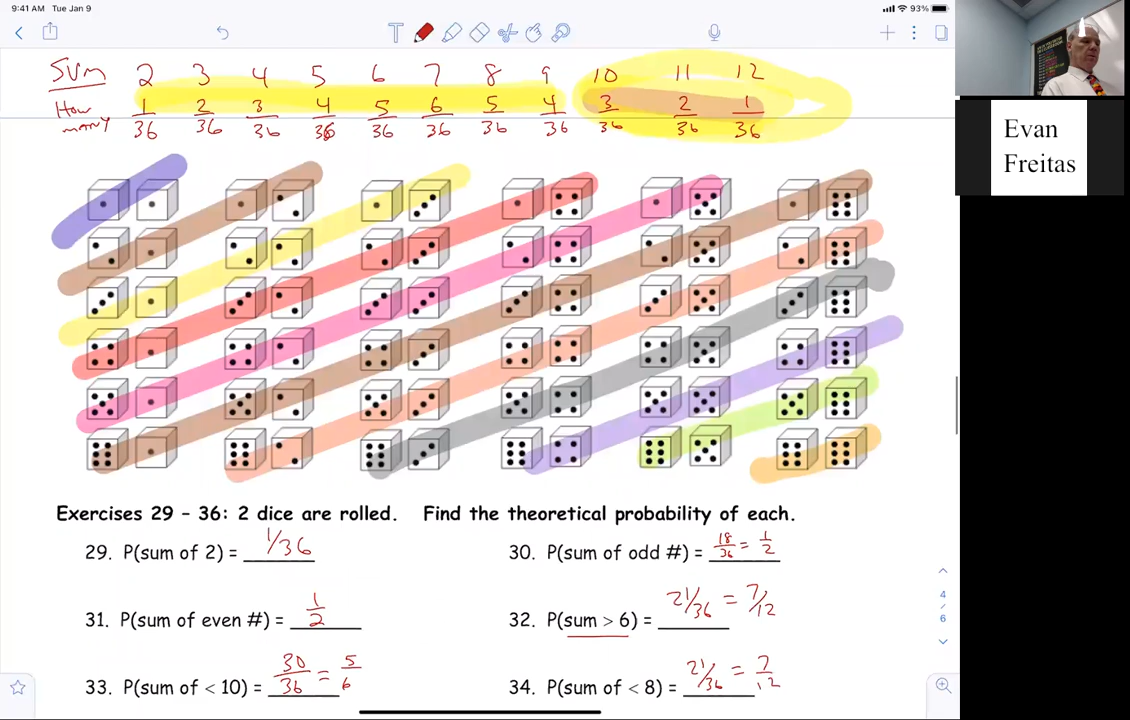 9:41 AM Tue Jan 9
93%
SUM 2 3 4 5 6 7 8 9 10 11 12
How MANY 1/36 2/36 3/36 4/36 5/36 6/36 5/36 4/36 3/36 2/36 1/36
Evan
Freitas
Exercises 29 - 36: 2 dice are rolled. Find the theoretical probability of each.
29. P(sum of 2) = 1/36
30. P(sum of odd #) = 18/36 = 1/2
31. P(sum of even #) = 1/2
32. P(sum > 6) = 21/36 = 7/12
33. P(sum of < 10) = 30/36 = 5/6
34. P(sum of < 8) = 21/36 = 7/12
4/6